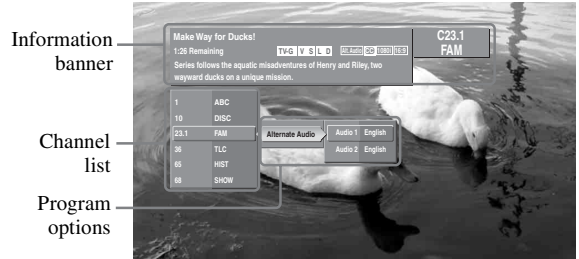 Information
banner
Make Way for Ducks!
1:26 Remaining
TV-G V S L D Alt. Audio CC 1080i 16:9
Series follows the aquatic misadventures of Henry and Riley, two
wayward ducks on a unique mission.
C23.1
FAM
Channel
list
1 ABC
10 DISC
23.1 FAM
36 TLC
65 HIST
68 SHOW
Alternate Audio
Audio 1 English
Audio 2 English
Program
options